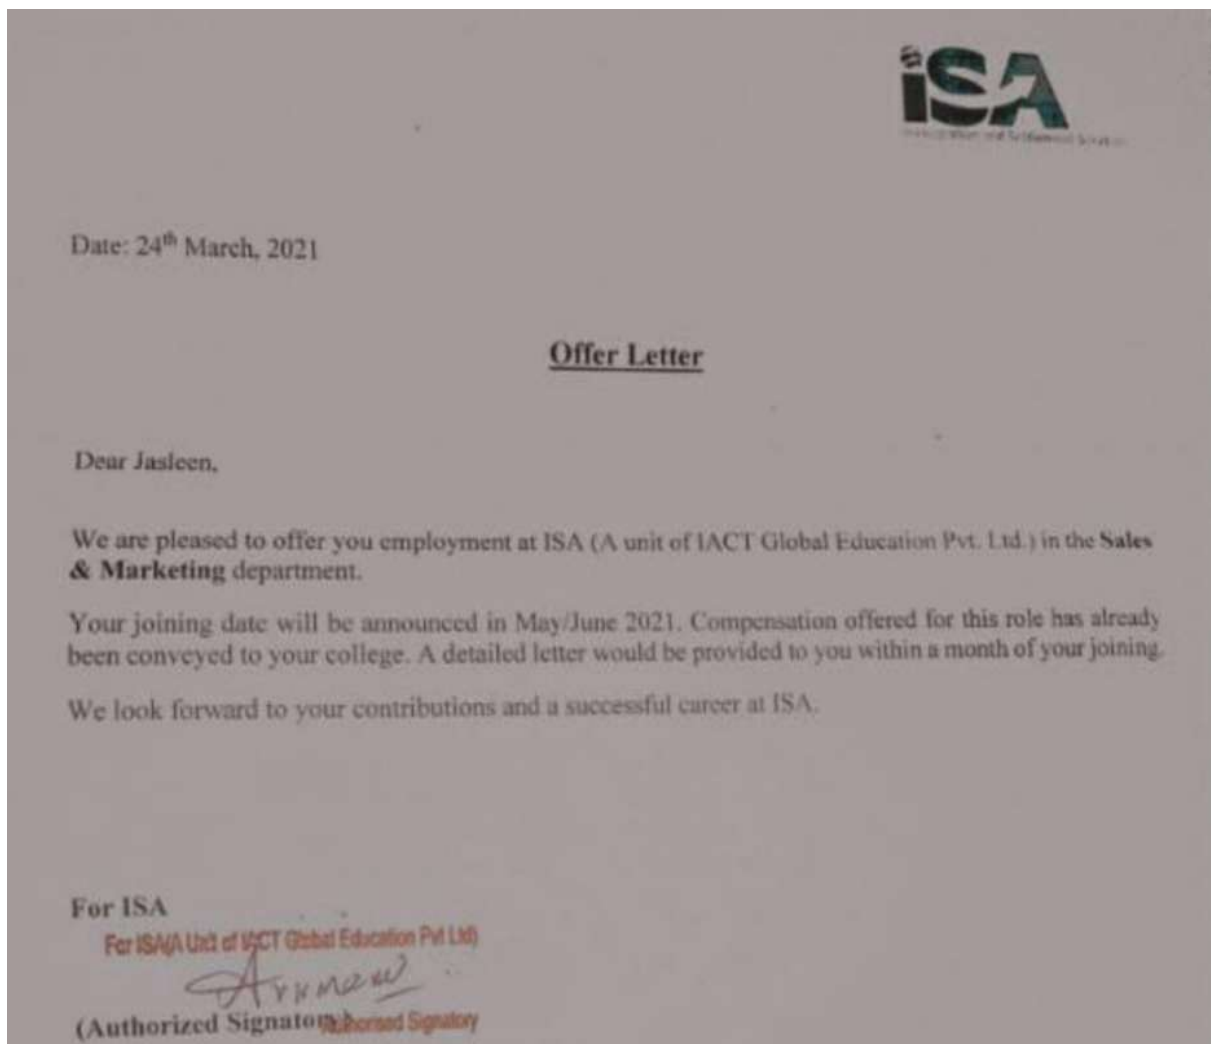 iSA
Date: 24th March, 2021
Offer Letter
Dear Jasleen,
We are pleased to offer you employment at ISA (A unit of IACT Global Education Pvt. Ltd.) in the Sales
& Marketing department.
Your joining date will be announced in May/June 2021. Compensation offered for this role has already
been conveyed to your college. A detailed letter would be provided to you within a month of your joining.
We look forward to your contributions and a successful career at ISA.
For ISA
For ISA(A Unit of IACT Global Education Pvt Ltd)
(Authorized Signatory)
Authorised Signatory